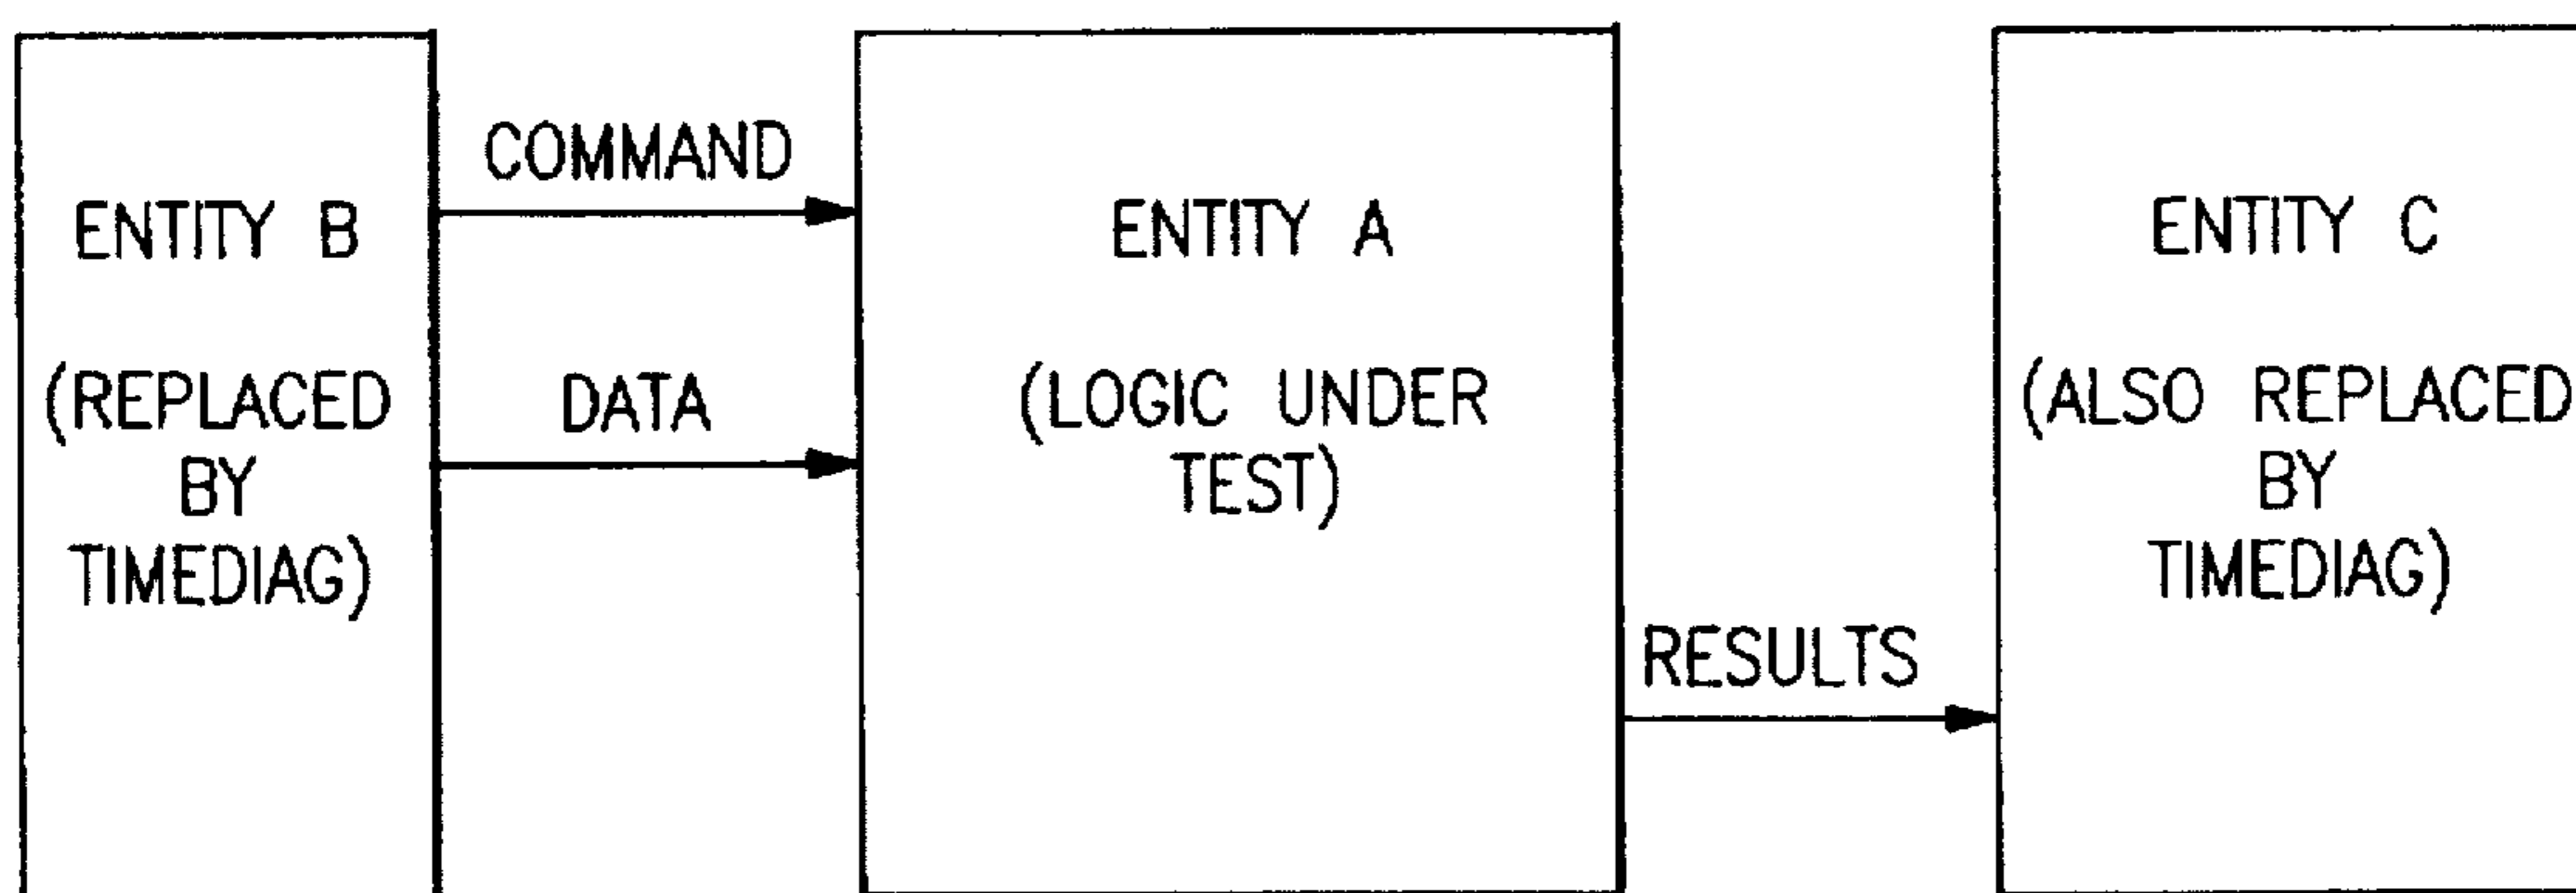 ENTITY B
(REPLACED
BY
TIMEDIAG)
COMMAND
DATA
ENTITY A
(LOGIC UNDER
TEST)
RESULTS
ENTITY C
(ALSO REPLACED
BY
TIMEDIAG)